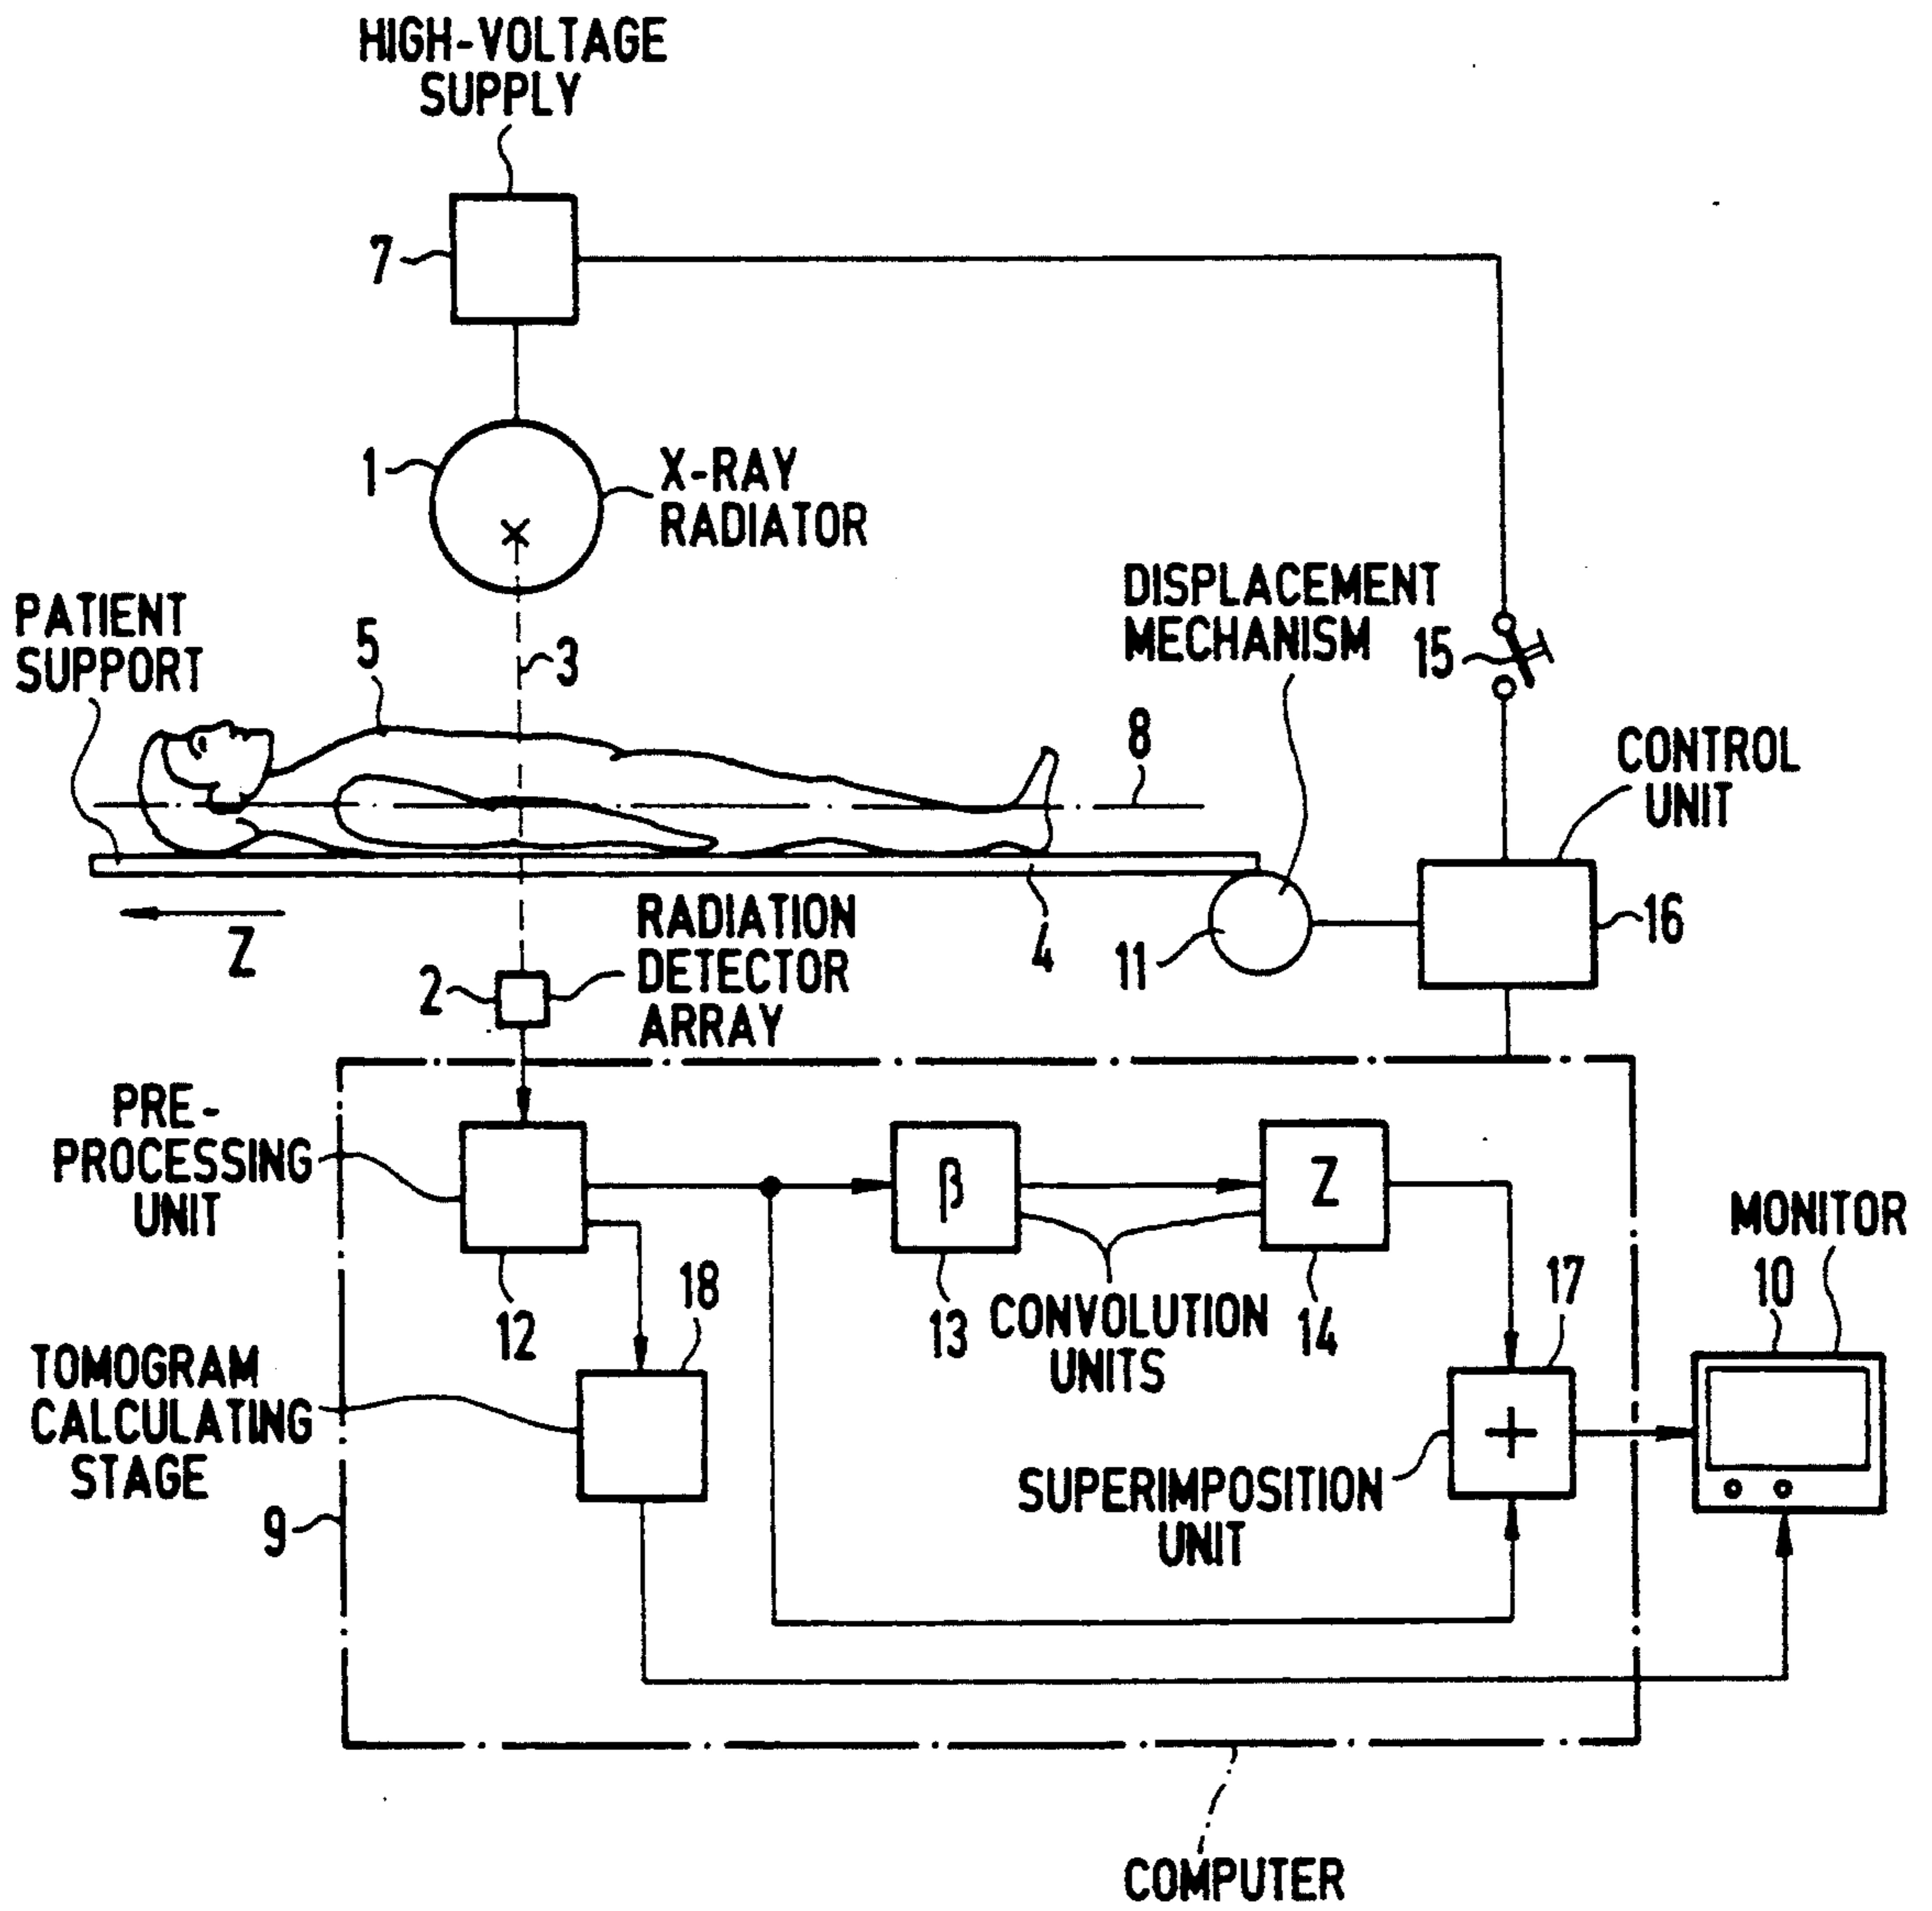 HIGH-VOLTAGE
SUPPLY
7
1
X-RAY
RADIATOR
PATIENT
SUPPORT
5
3
DISPLACEMENT
MECHANISM
15
8
CONTROL
UNIT
Z
RADIATION
DETECTOR
ARRAY
4
11
16
2
PRE-
PROCESSING
UNIT
β
Z
MONITOR
10
12
18
13
CONVOLUTION
UNITS
14
17
TOMOGRAM
CALCULATING
STAGE
+
SUPERIMPOSITION
UNIT
9
COMPUTER